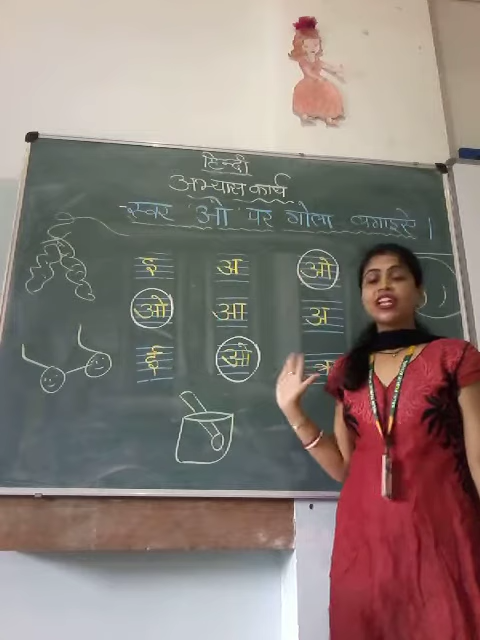 हिन्दी
अभ्यास कार्य
स्वर ओ पर गोला लगाइये।
इ अ ओ
ओ आ अ
ई ओ